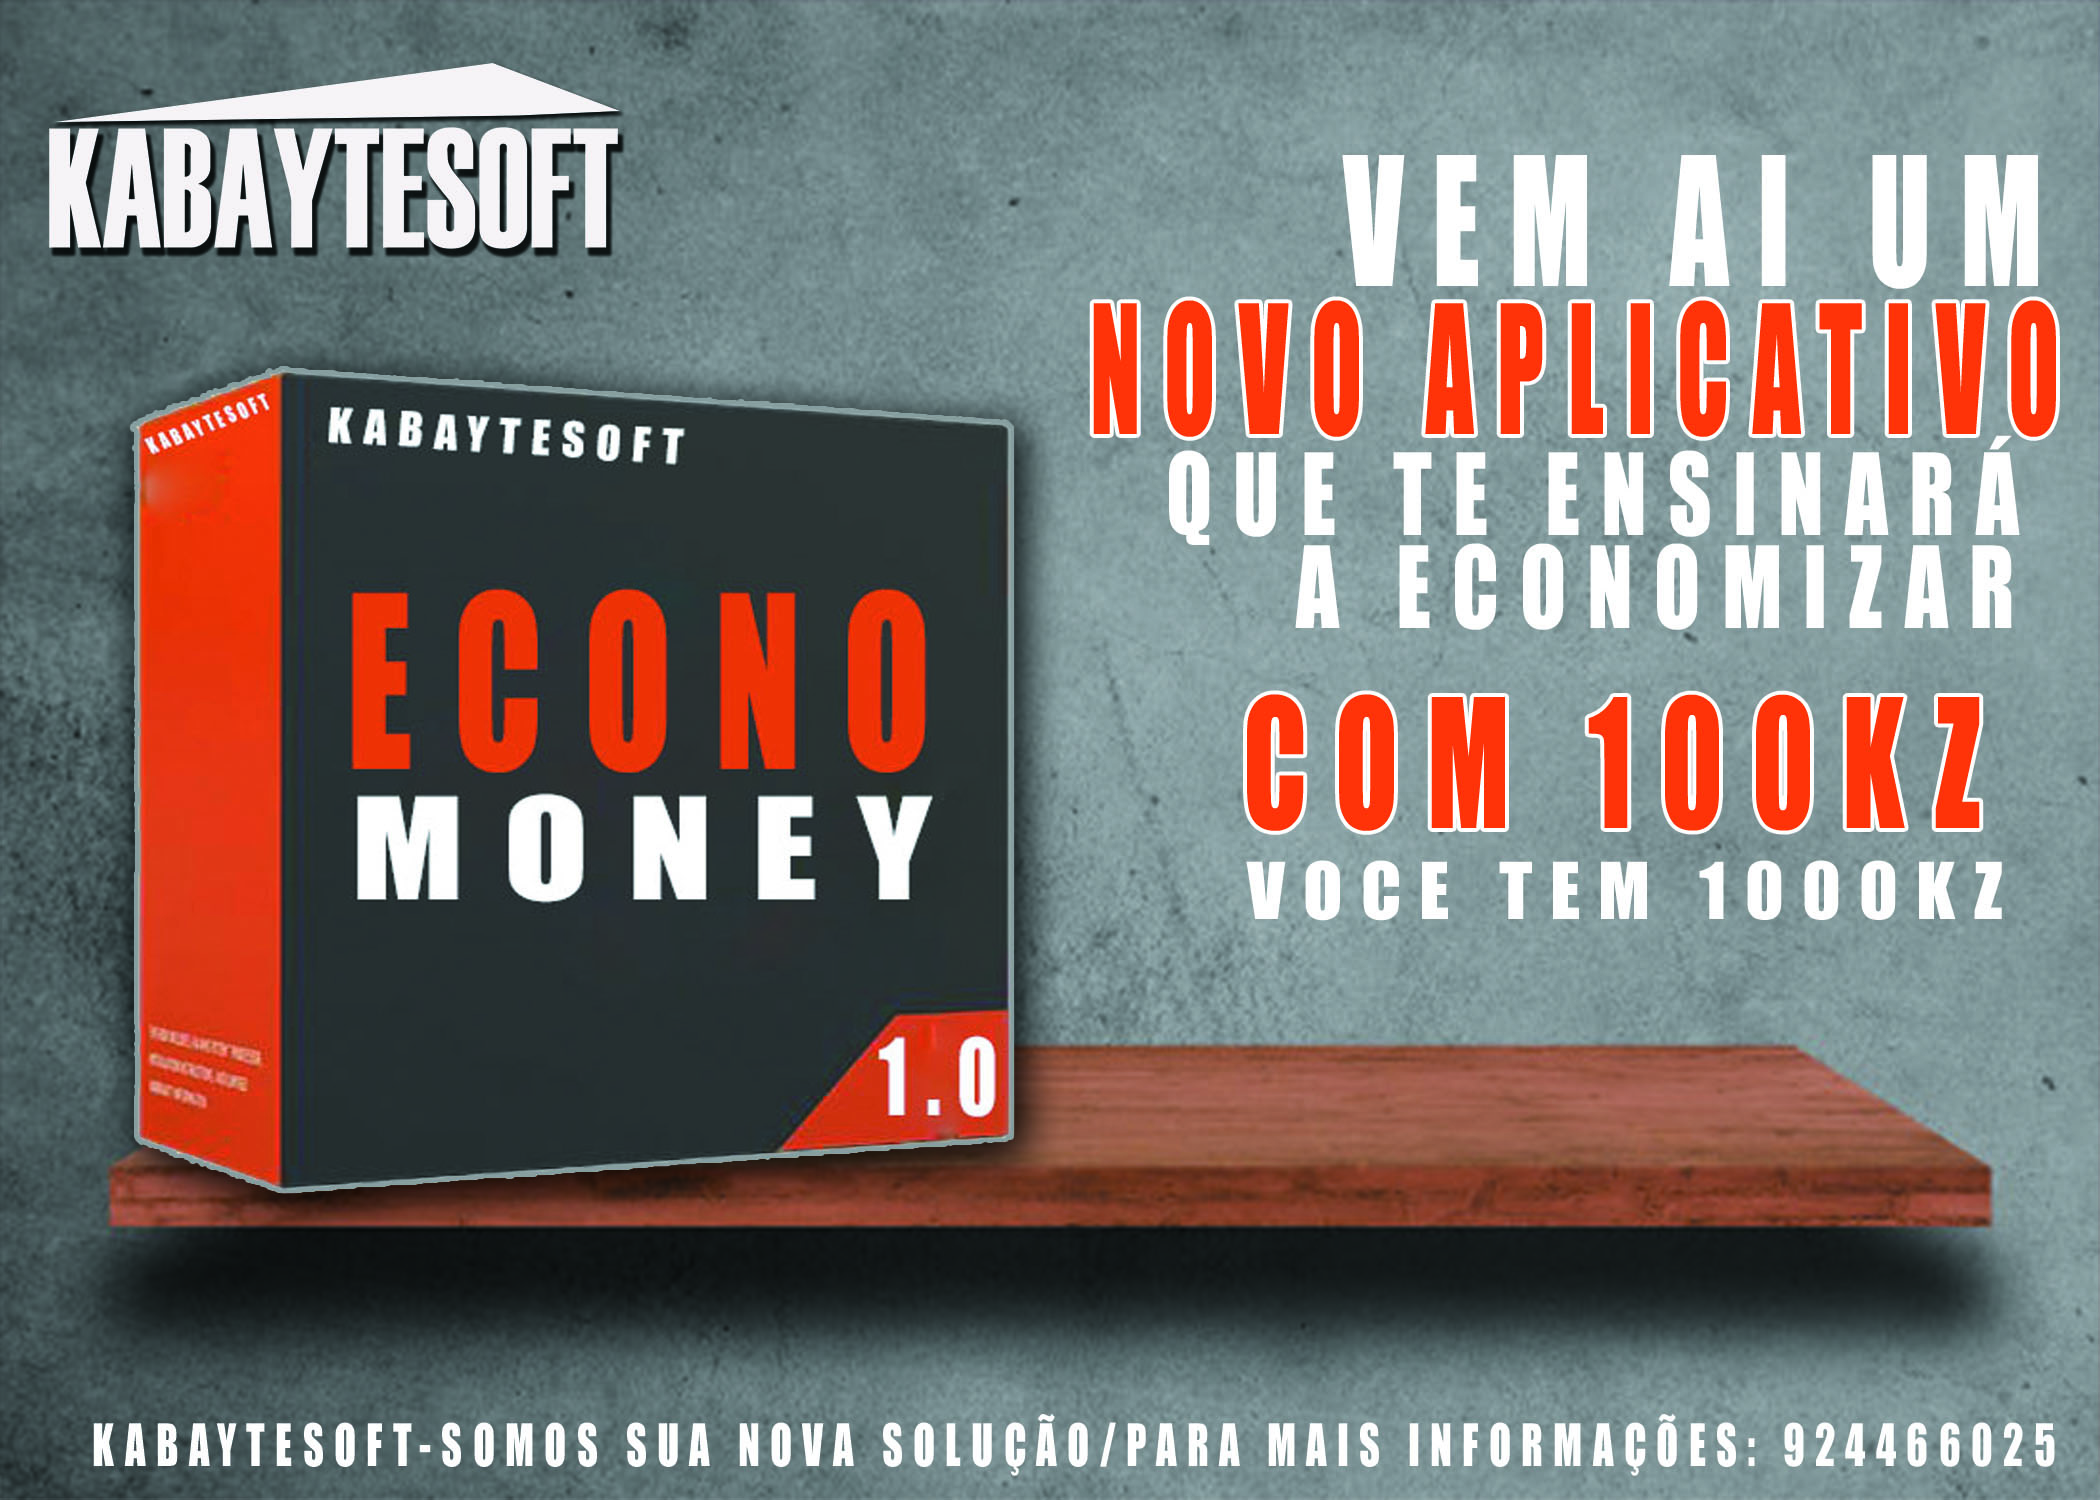 KABAYTESOFT
VEM AI UM
NOVO APLICATIVO
QUE TE ENSINARÁ
A ECONOMIZAR
COM 100KZ
VOCE TEM 1000KZ
KABAYTESOFT
KABAYTESOFT
ECONO
MONEY
1.0
KABAYTESOFT-SOMOS SUA NOVA SOLUÇÃO/PARA MAIS INFORMAÇÕES: 924466025